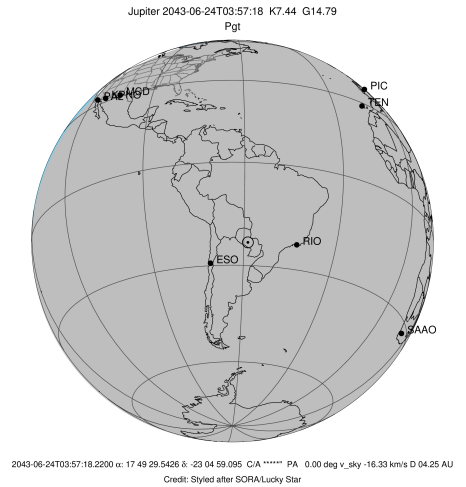 Jupiter 2043-06-24T03:57:18 K7.44 G14.79
Pgt
PIC
TEN
MCD
RIO
ESO
SAAO
2043-06-24T03:57:18.2200 α: 17 49 29.5426 δ: -23 04 59.095 C/A *****" PA 0.00 deg v_sky -16.33 km/s D 04.25 AU
Credit: Styled after SORA/Lucky Star